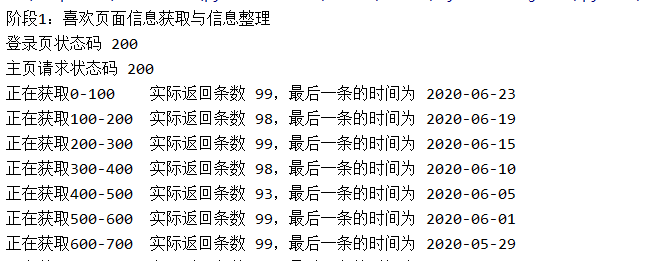 阶段1: 喜欢页面信息获取与信息整理
登录页状态码 200
主页请求状态码 200
正在获取0-100 实际返回条数 99，最后一条的时间为 2020-06-23
正在获取100-200 实际返回条数 98，最后一条的时间为 2020-06-19
正在获取200-300 实际返回条数 99，最后一条的时间为 2020-06-15
正在获取300-400 实际返回条数 98，最后一条的时间为 2020-06-10
正在获取400-500 实际返回条数 93，最后一条的时间为 2020-06-05
正在获取500-600 实际返回条数 99，最后一条的时间为 2020-06-01
正在获取600-700 实际返回条数 99，最后一条的时间为 2020-05-29